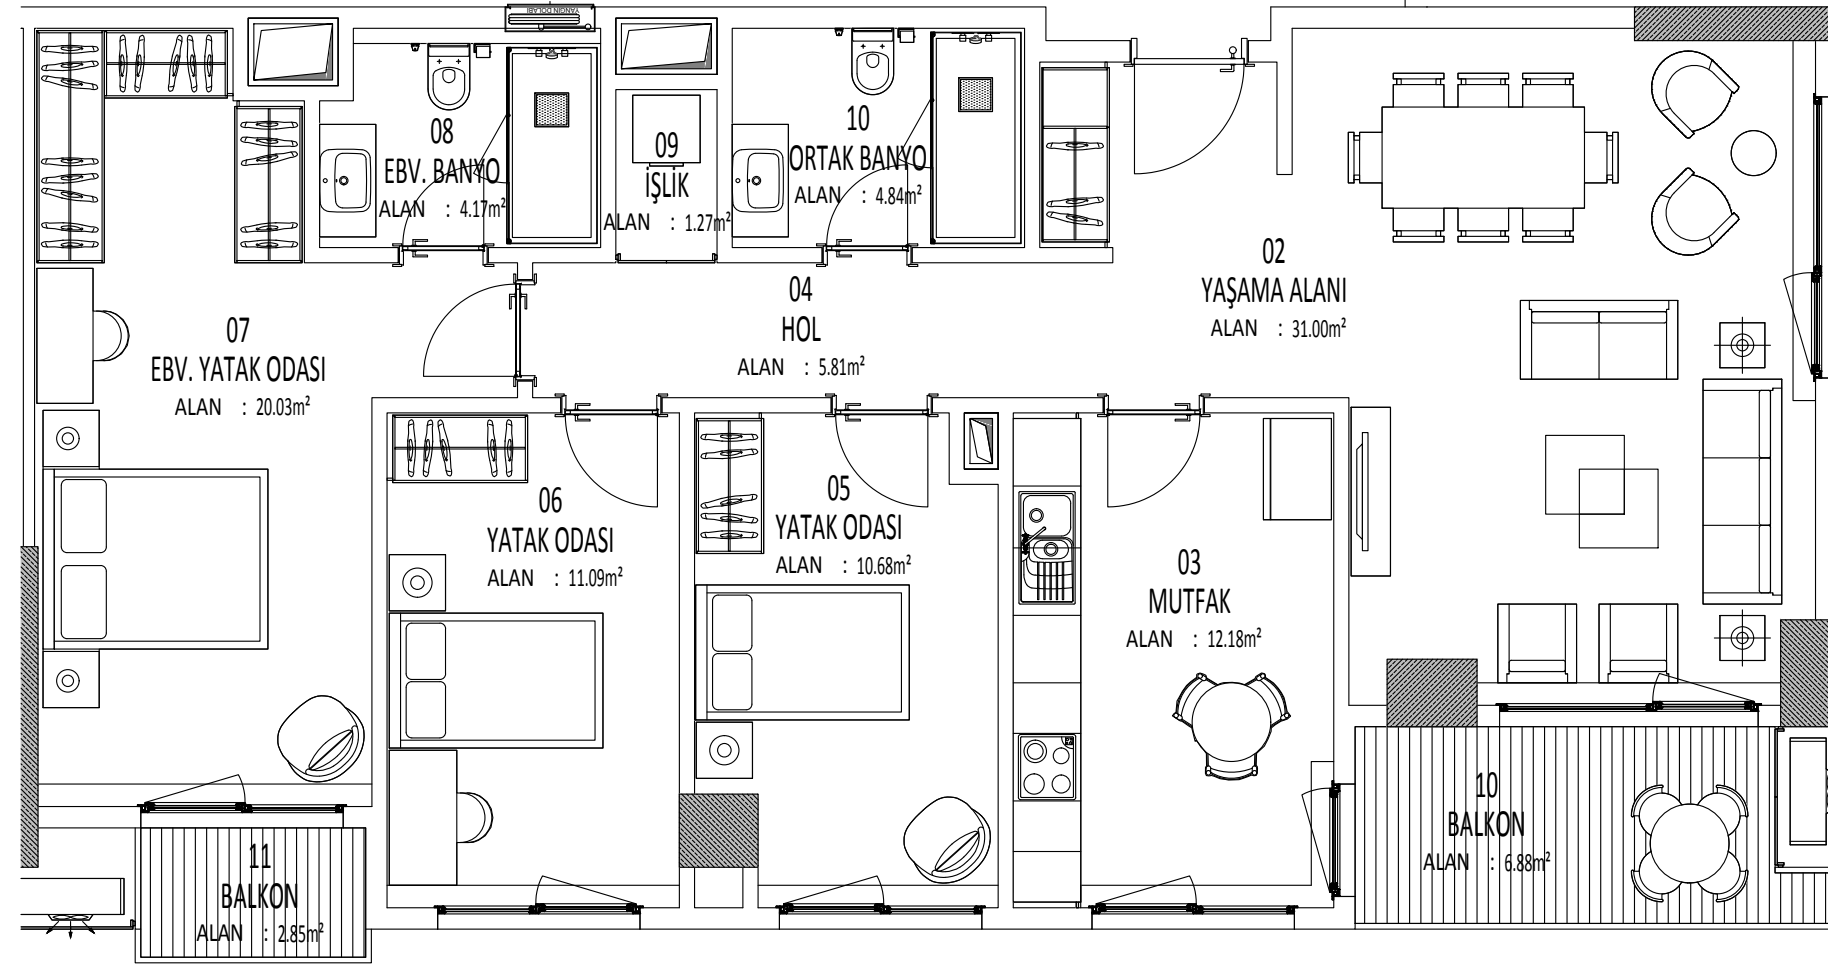 YANGIN DOLABI
08
EBV. BANYO
ALAN : 4.17m²
09
İŞLİK
ALAN : 1.27m²
10
ORTAK BANYO
ALAN : 4.84m²
02
YAŞAMA ALANI
ALAN : 31.00m²
04
HOL
ALAN : 5.81m²
07
EBV. YATAK ODASI
ALAN : 20.03m²
06
YATAK ODASI
ALAN : 11.09m²
05
YATAK ODASI
ALAN : 10.68m²
03
MUTFAK
ALAN : 12.18m²
10
BALKON
ALAN : 6.88m²
11
BALKON
ALAN : 2.85m²